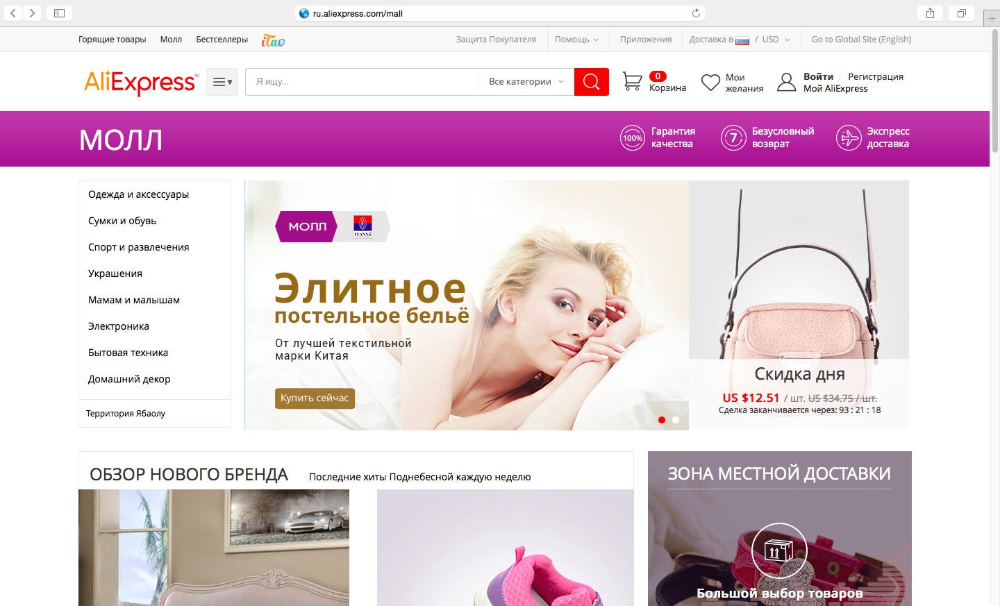 ru.aliexpress.com/mall
Горящие товары Молл Бестселлеры iTao Защита Покупателя Помощь Приложения Доставка в / USD Go to Global Site (English)
AliExpress™ Я ищу... Все категории 0 Корзина Мои желания Войти Регистрация Мой AliExpress
МОЛЛ
100% Гарантия качества
7 Безусловный возврат
Экспресс доставка
Одежда и аксессуары
Сумки и обувь
Спорт и развлечения
Украшения
Мамам и малышам
Электроника
Бытовая техника
Домашний декор
Территория Ябаолу
МОЛЛ FUANNA
Элитное
постельное бельё
От лучшей текстильной
марки Китая
Купить сейчас
Скидка дня
US $12.51 / шт. US $34.75 / шт.
Сделка заканчивается через: 93 : 21 : 18
ОБЗОР НОВОГО БРЕНДА Последние хиты Поднебесной каждую неделю
ЗОНА МЕСТНОЙ ДОСТАВКИ
Большой выбор товаров